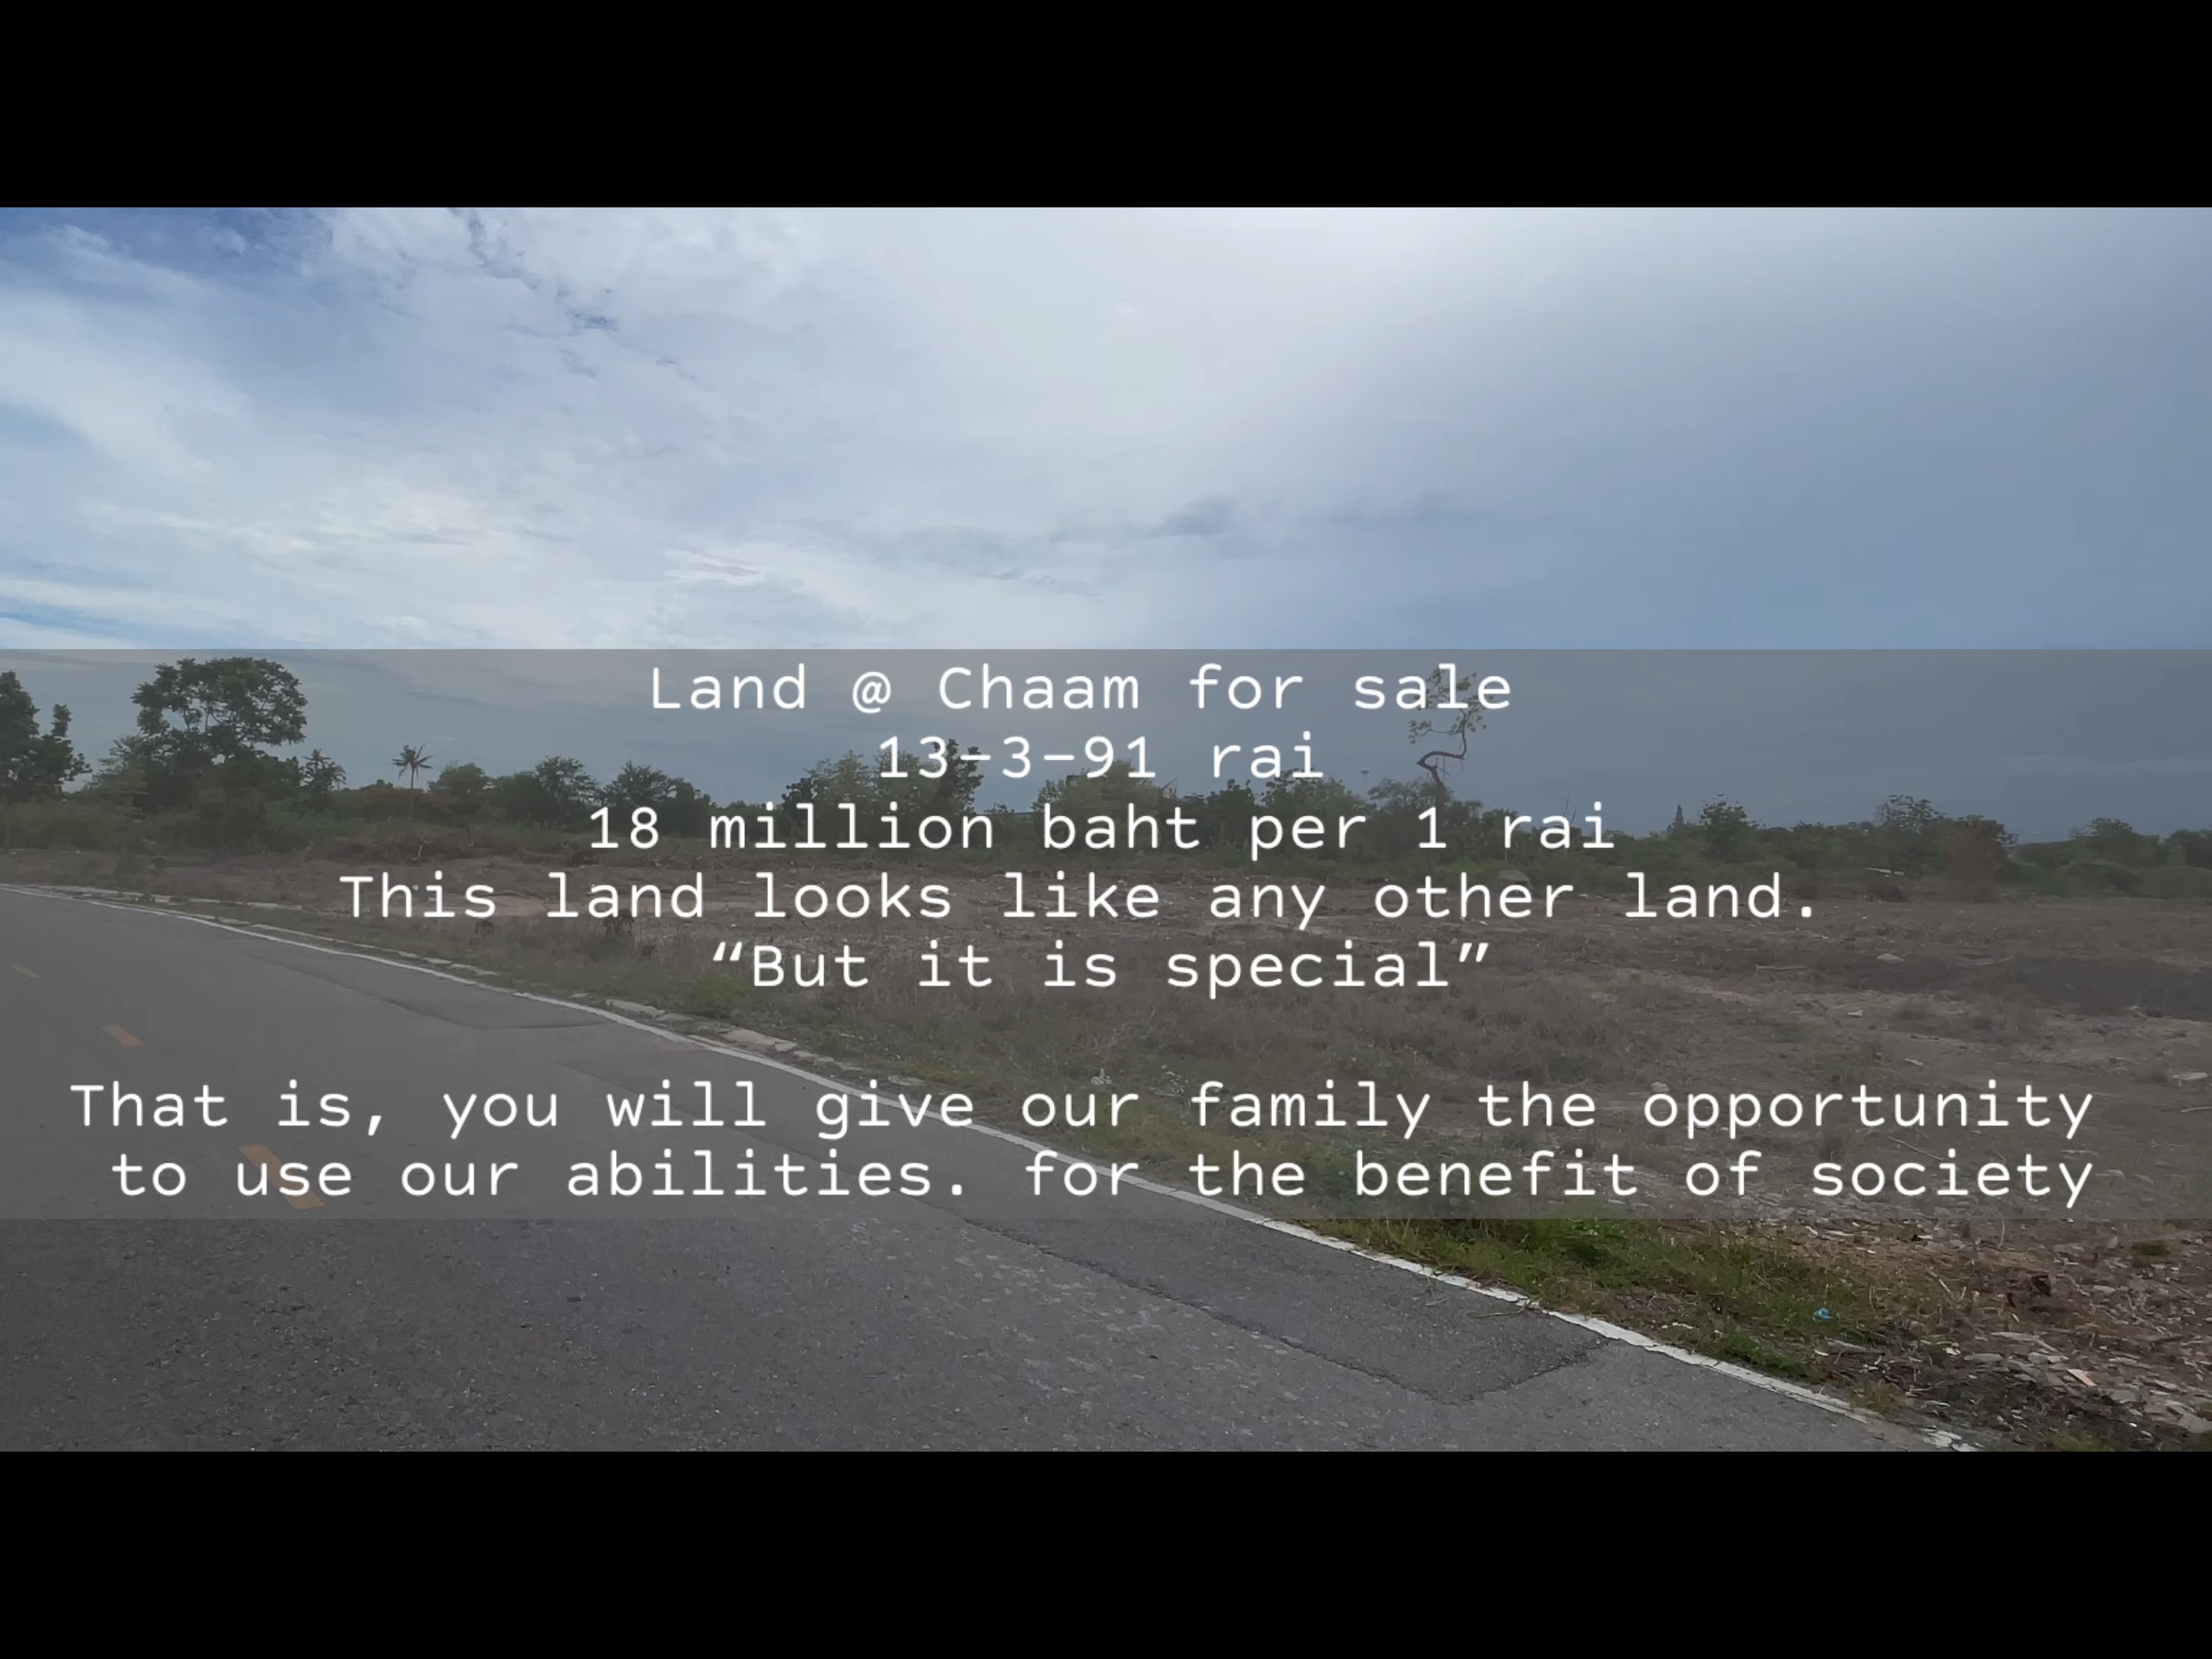 Land @ Chaam for sale
13-3-91 rai
18 million baht per 1 rai
This land looks like any other land.
“But it is special”
That is, you will give our family the opportunity
to use our abilities. for the benefit of society